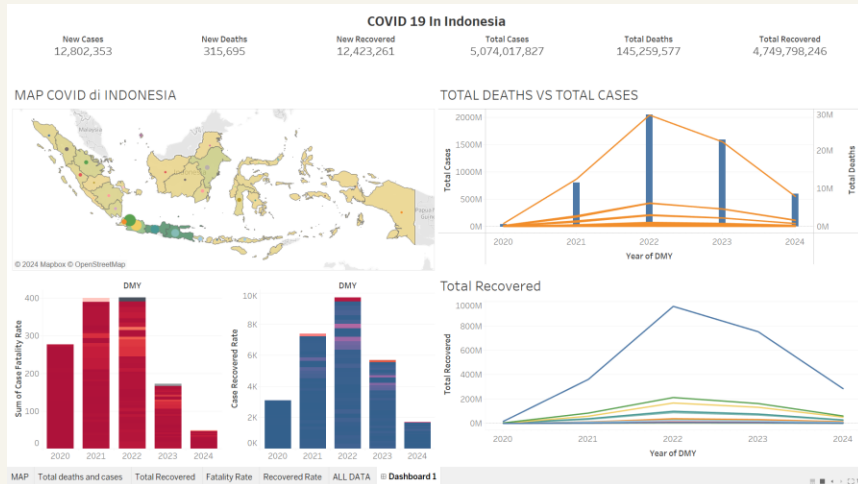 COVID 19 In Indonesia
New Cases New Deaths New Recovered Total Cases Total Deaths Total Recovered
12,802,353 315,695 12,423,261 5,074,017,827 145,259,577 4,749,798,246
MAP COVID di INDONESIA
Malaysia
© 2024 Mapbox © OpenStreetMap
TOTAL DEATHS VS TOTAL CASES
Total Cases
2000M
1500M
1000M
500M
0M
30M
20M
10M
0M
Total Deaths
2020 2021 2022 2023 2024
Year of DMY
DMY
Sum of Case Fatality Rate
400
300
200
100
0
2020 2021 2022 2023 2024
DMY
Case Recovered Rate
10K
8K
6K
4K
2K
0K
2020 2021 2022 2023 2024
Total Recovered
Total Recovered
1000M
800M
600M
400M
200M
0M
2020 2021 2022 2023 2024
Year of DMY
MAP Total deaths and cases Total Recovered Fatality Rate Recovered Rate ALL DATA Dashboard 1